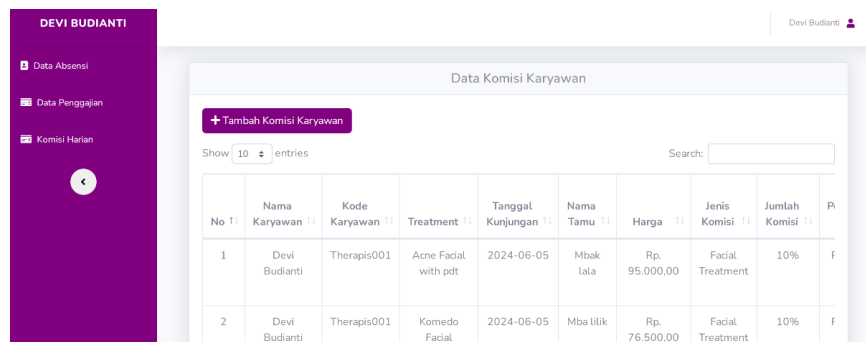 DEVI BUDIANTI
Devi Budianti
Data Absensi
Data Penggajian
Komisi Harian
Data Komisi Karyawan
Tambah Komisi Karyawan
Show 10 entries
Search:
No Nama Karyawan Kode Karyawan Treatment Tanggal Kunjungan Nama Tamu Harga Jenis Komisi Jumlah Komisi
1 Devi Budianti Therapis001 Acne Facial with pdt 2024-06-05 Mbak lala Rp. 95.000,00 Facial Treatment 10%
2 Devi Budianti Therapis001 Komedo Facial 2024-06-05 Mba lilik Rp. 76.500,00 Facial Treatment 10%